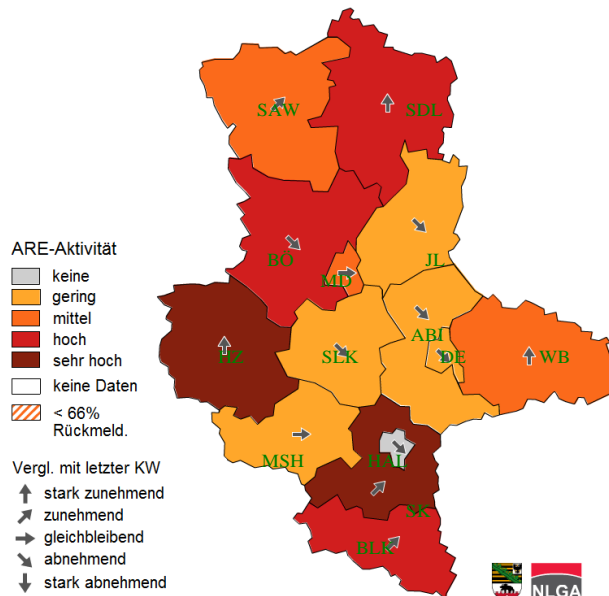 SAW
SDL
BÖ
JL
MD
ABI
DE
HZ
SLK
WB
MSH
HAL
SK
BLK
ARE-Aktivität
keine
gering
mittel
hoch
sehr hoch
keine Daten
< 66%
Rückmeld.
Vergl. mit letzter KW
stark zunehmend
zunehmend
gleichbleibend
abnehmend
stark abnehmend
NLGA